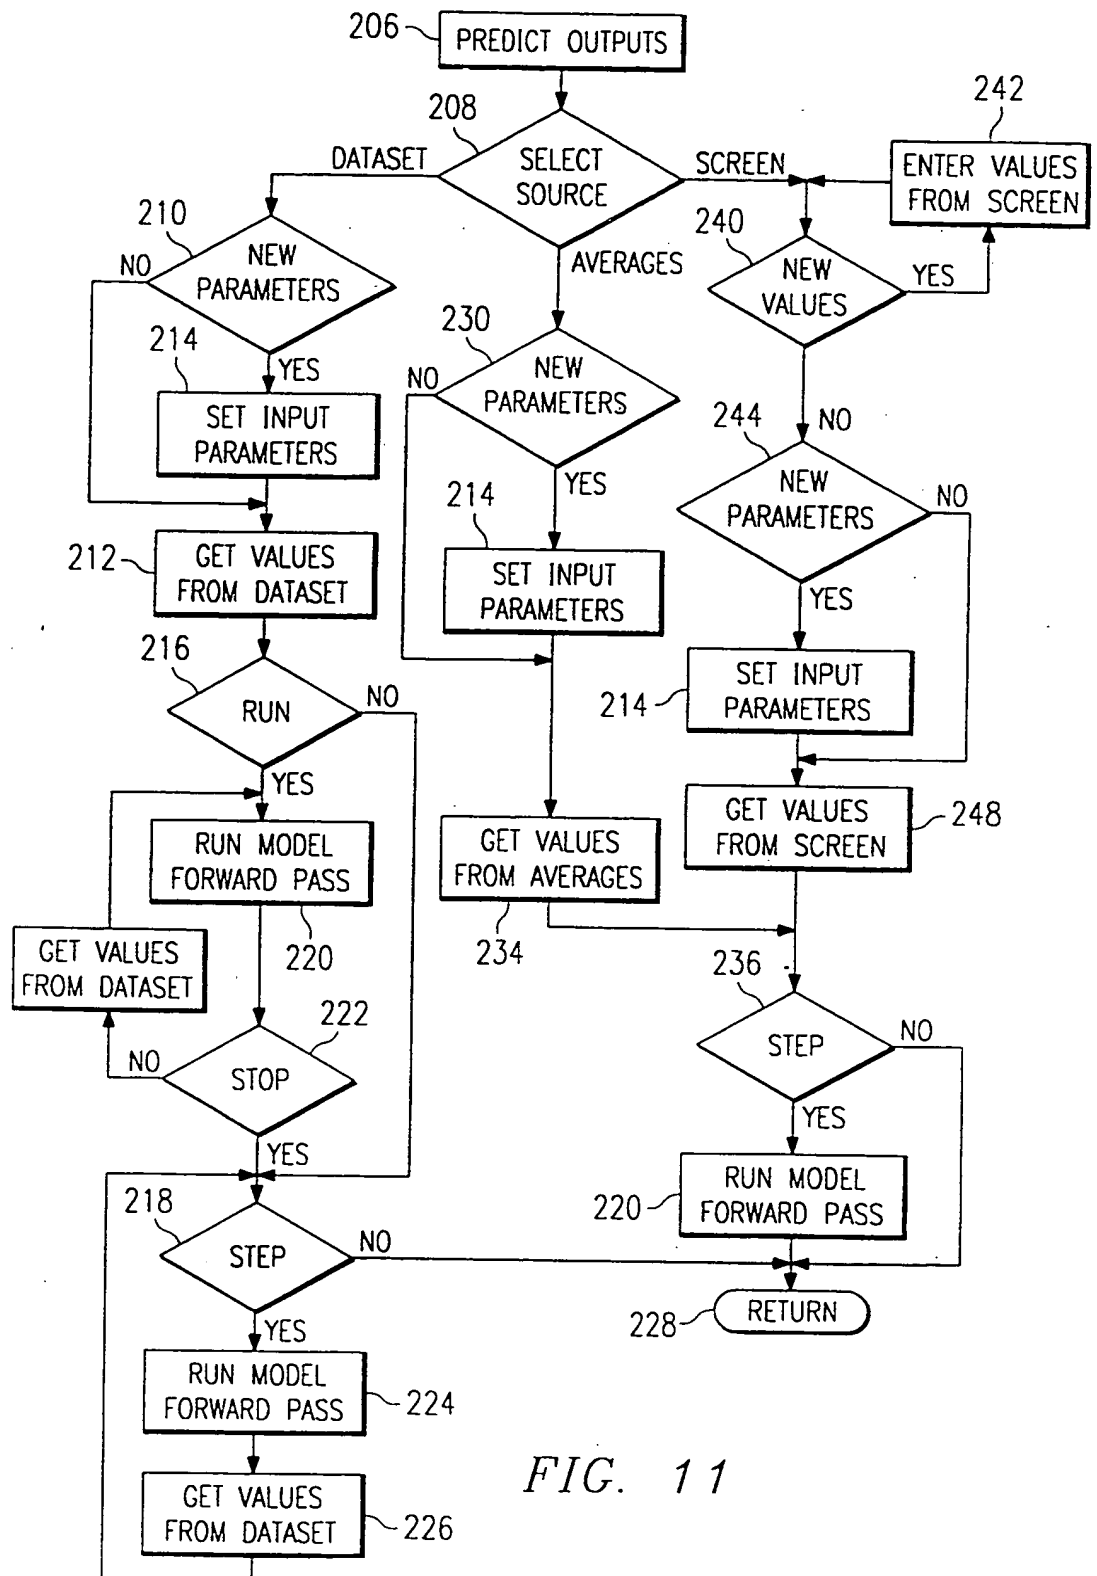 206
PREDICT OUTPUTS
208
SELECT
SOURCE
DATASET
SCREEN
AVERAGES
242
ENTER VALUES
FROM SCREEN
210
NEW
PARAMETERS
NO
YES
214
SET INPUT
PARAMETERS
212
GET VALUES
FROM DATASET
216
RUN
NO
YES
RUN MODEL
FORWARD PASS
220
GET VALUES
FROM DATASET
222
STOP
NO
YES
218
STEP
NO
YES
RUN MODEL
FORWARD PASS
224
GET VALUES
FROM DATASET
226
230
NEW
PARAMETERS
NO
YES
214
SET INPUT
PARAMETERS
GET VALUES
FROM AVERAGES
234
240
NEW
VALUES
YES
NO
244
NEW
PARAMETERS
NO
YES
214
SET INPUT
PARAMETERS
GET VALUES
FROM SCREEN
248
236
STEP
NO
YES
220
RUN MODEL
FORWARD PASS
228
RETURN
FIG. 11